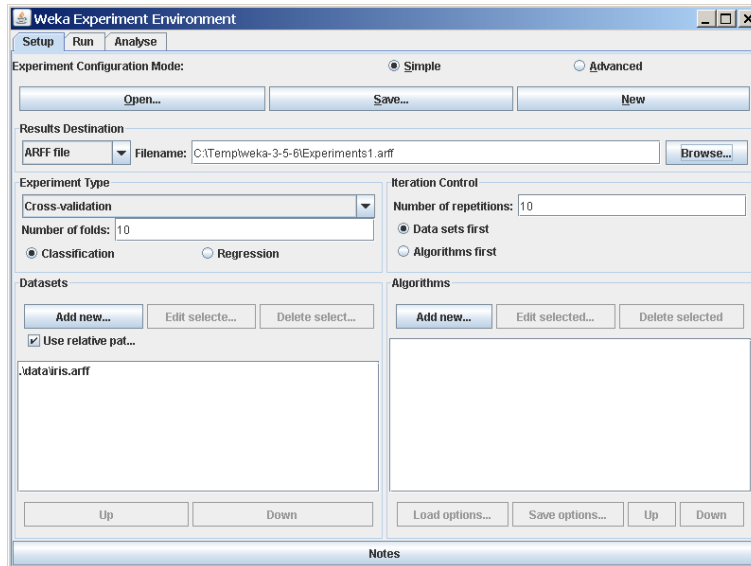 Weka Experiment Environment
Setup Run Analyse
Experiment Configuration Mode: Simple Advanced
Open... Save... New
Results Destination
ARFF file Filename: C:\Temp\weka-3-5-6\Experiments1.arff Browse...
Experiment Type Iteration Control
Cross-validation Number of repetitions: 10
Number of folds: 10 Data sets first
Classification Regression Algorithms first
Datasets Algorithms
Add new... Edit selecte... Delete select... Add new... Edit selected... Delete selected
Use relative pat...
.\data\iris.arff
Up Down Load options... Save options... Up Down
Notes